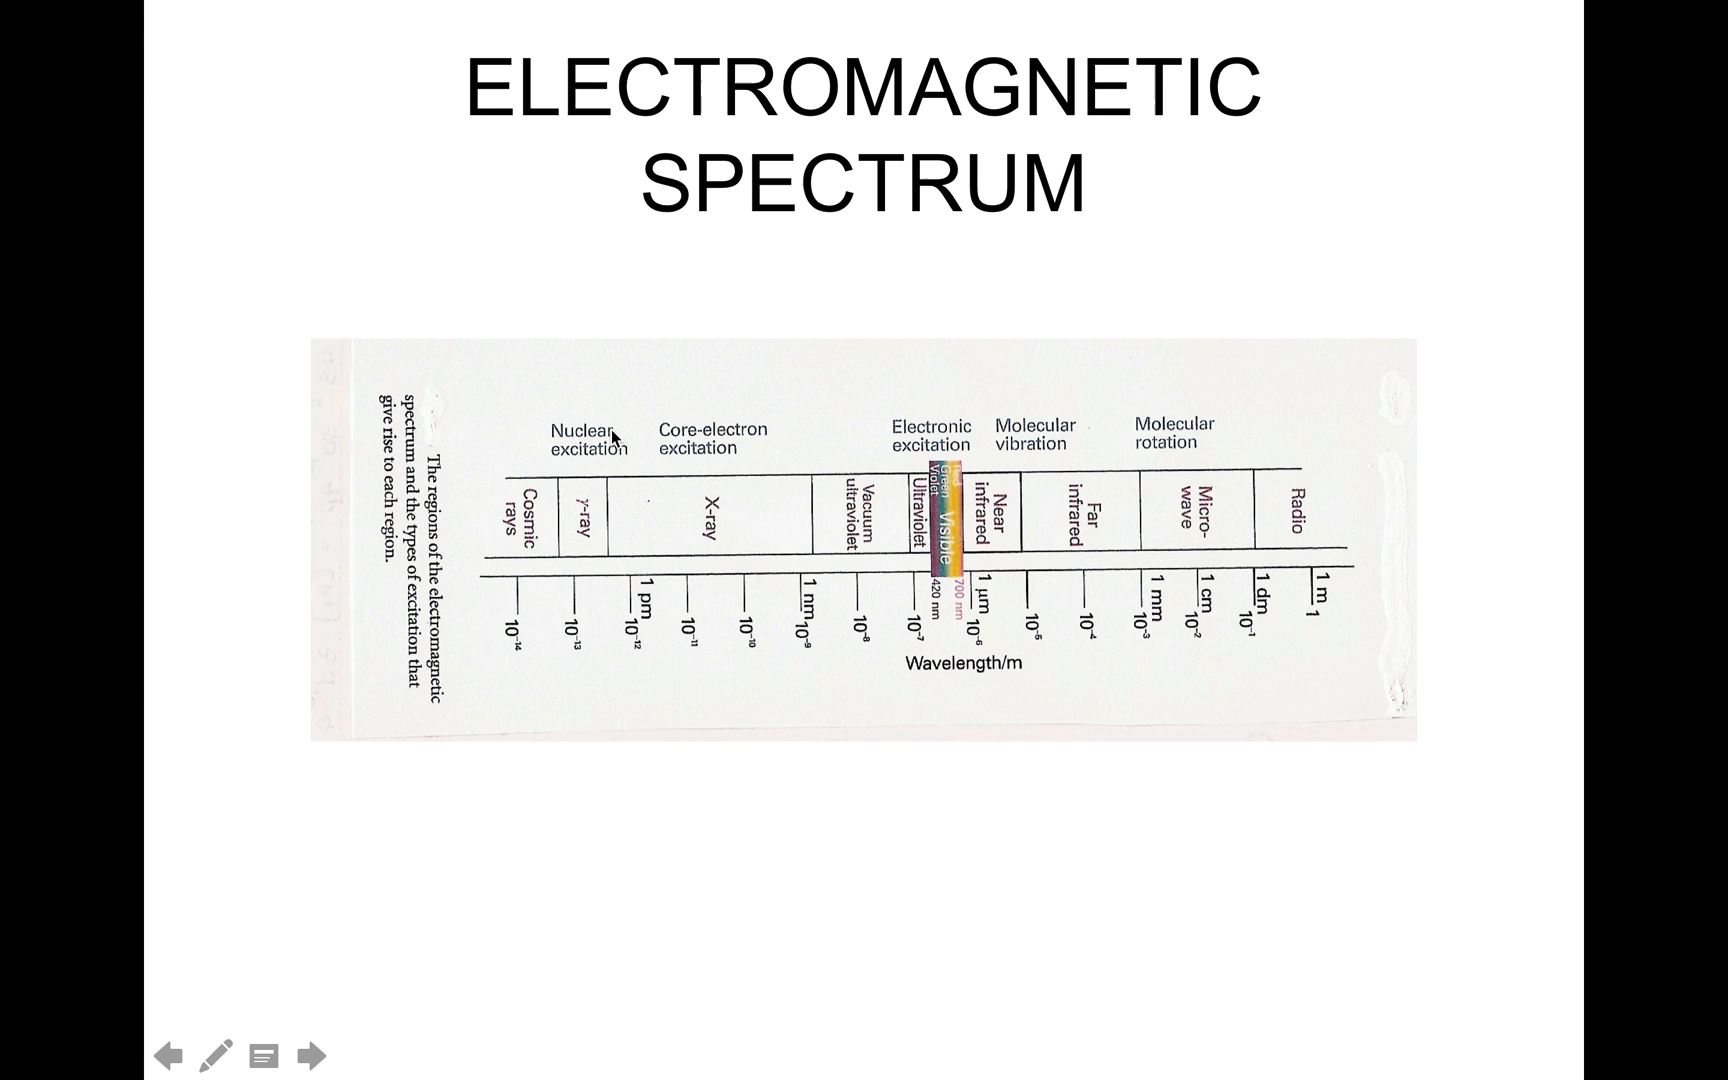 ELECTROMAGNETIC
SPECTRUM
Nuclear
excitation
Core-electron
excitation
Electronic
excitation
Molecular
vibration
Molecular
rotation
Cosmic
rays
γ-ray
X-ray
Vacuum
ultraviolet
Ultraviolet
Violet
Green
Red
Visible
Near
infrared
Far
infrared
Micro-
wave
Radio
1 pm
1 nm
420 nm
700 nm
1 μm
1 mm
1 cm
1 dm
1 m
10⁻¹⁴
10⁻¹³
10⁻¹²
10⁻¹¹
10⁻¹⁰
10⁻⁹
10⁻⁸
10⁻⁷
10⁻⁶
10⁻⁵
10⁻⁴
10⁻³
10⁻²
10⁻¹
1
Wavelength/m
The regions of the electromagnetic
spectrum and the types of excitation that
give rise to each region.